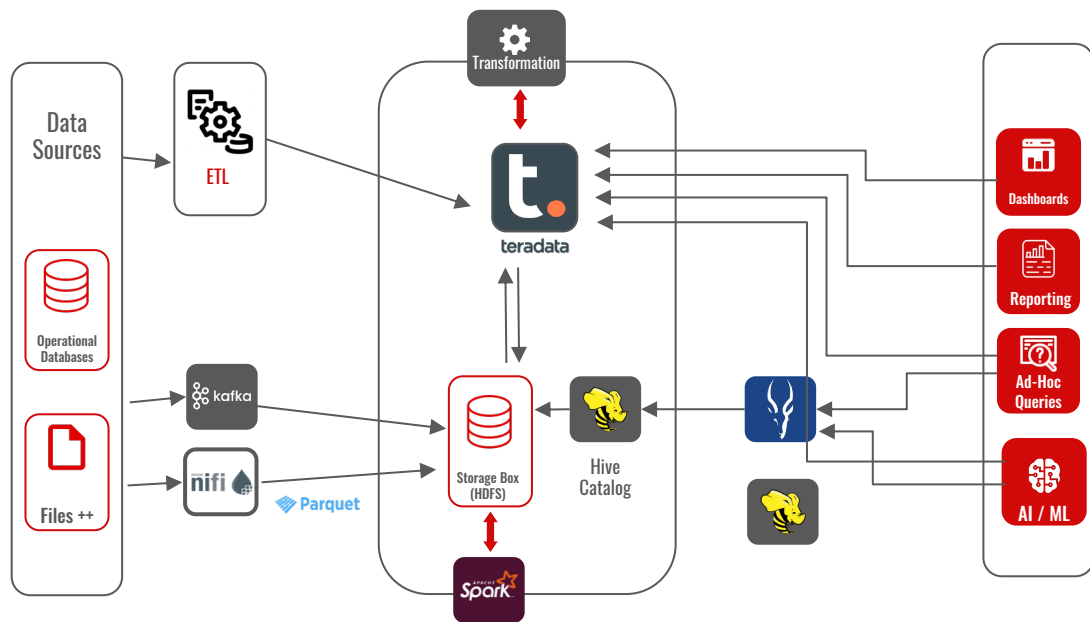 Transformation
Data
Sources
ETL
t.
teradata
Dashboards
Reporting
Operational
Databases
Ad-Hoc
Queries
kafka
Hive
Catalog
Storage Box
(HDFS)
nifi
Parquet
Files ++
AI / ML
APACHE
Spark